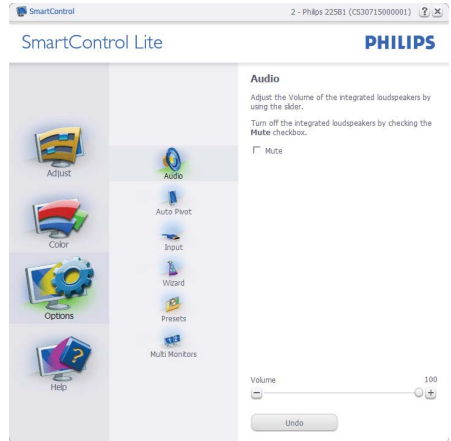 SmartControl
2 - Philips 225B1 (CS30715000001)
? X
SmartControl Lite
PHILIPS
Adjust
Color
Options
Help
Audio
Auto Pivot
Input
Wizard
Presets
Multi Monitors
Audio
Adjust the Volume of the integrated loudspeakers by
using the slider.
Turn off the integrated loudspeakers by checking the
Mute checkbox.
Mute
Volume
100
Undo